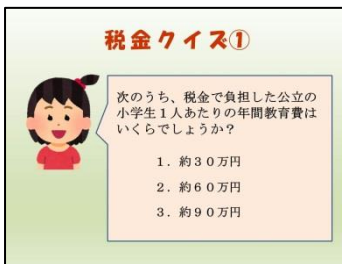 税金クイズ①
次のうち、税金で負担した公立の
小学生１人あたりの年間教育費は
いくらでしょうか？
１．約３０万円
２．約６０万円
３．約９０万円